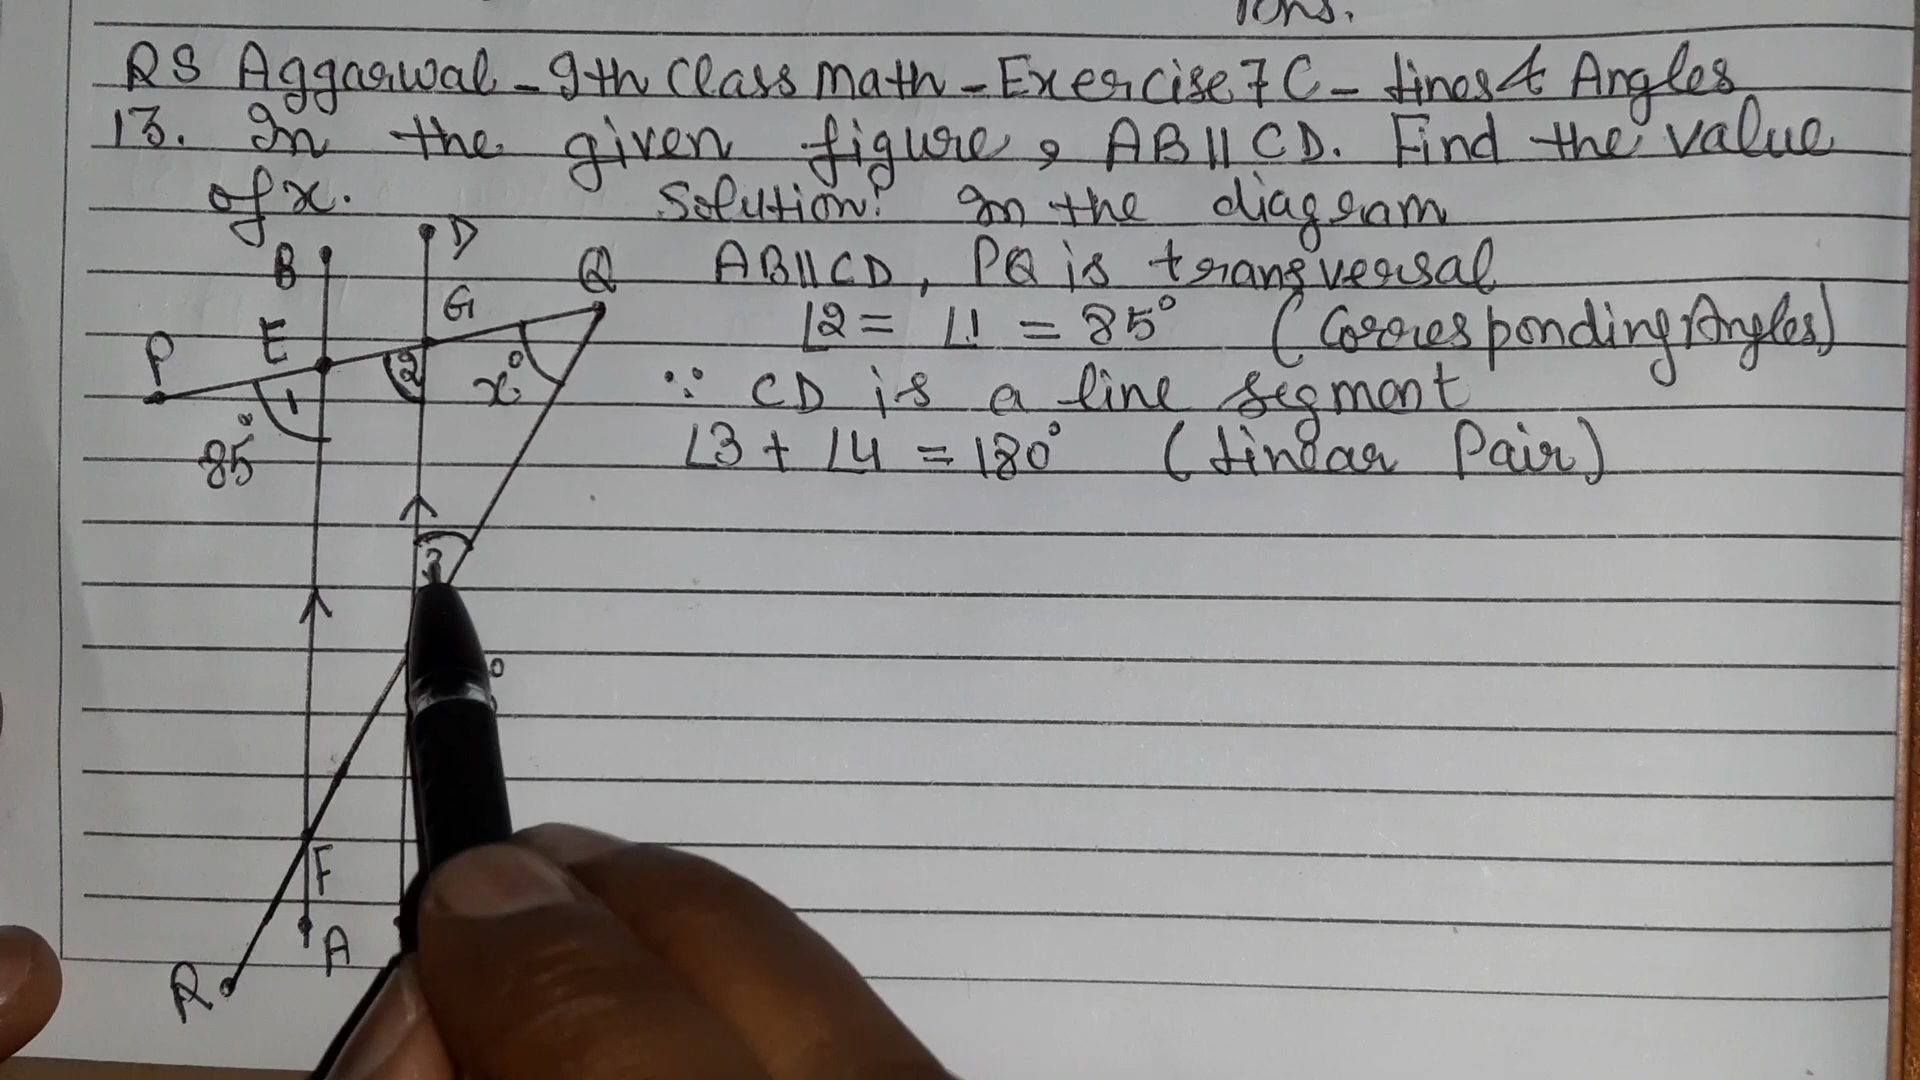 ions.
RS Aggarwal - 9th Class Math - Exercise 7C - Lines & Angles
13. In the given figure, AB || CD. Find the value
of x.
Solution: In the diagram
AB || CD, PQ is transversal
∠2 = ∠1 = 85° (Corresponding Angles)
∵ CD is a line segment
∠3 + ∠4 = 180° (Linear Pair)
D
B
Q
G
E
P
2
x°
1
85°
3
°
F
A
R